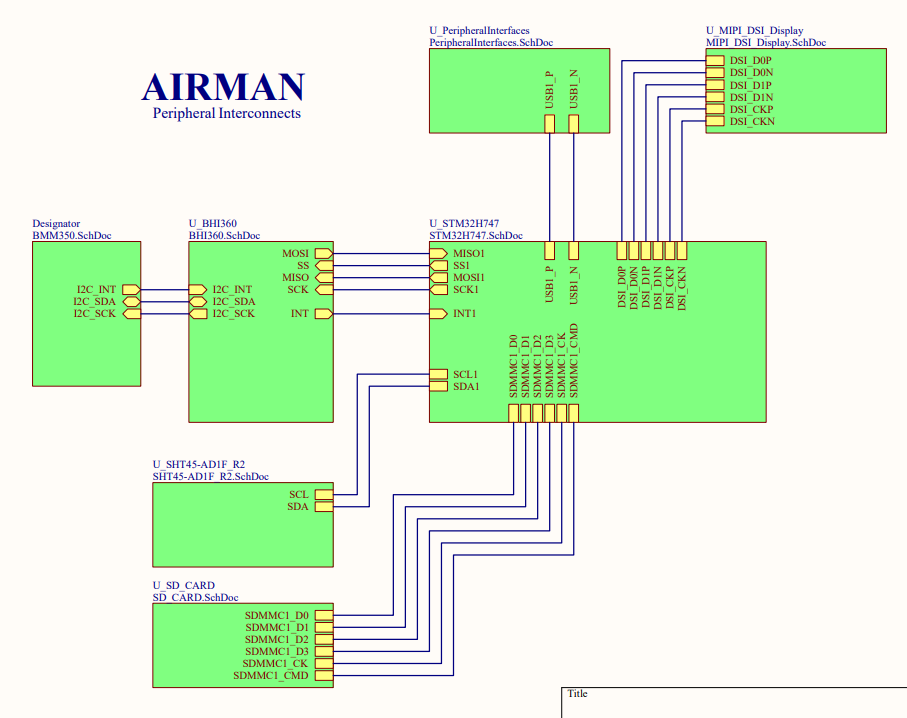 AIRMAN
Peripheral Interconnects
U_PeripheralInterfaces
PeripheralInterfaces.SchDoc
USB1_P
USB1_N
U_MIPI_DSI_Display
MIPI_DSI_Display.SchDoc
DSI_D0P
DSI_D0N
DSI_D1P
DSI_D1N
DSI_CKP
DSI_CKN
Designator
BMM350.SchDoc
I2C_INT
I2C_SDA
I2C_SCK
U_BHI360
BHI360.SchDoc
I2C_INT
I2C_SDA
I2C_SCK
MOSI
SS
MISO
SCK
INT
U_STM32H747
STM32H747.SchDoc
MISO1
SS1
MOSI1
SCK1
INT1
SCL1
SDA1
USB1_P
USB1_N
DSI_D0P
DSI_D0N
DSI_D1P
DSI_D1N
DSI_CKP
DSI_CKN
SDMMC1_D0
SDMMC1_D1
SDMMC1_D2
SDMMC1_D3
SDMMC1_CK
SDMMC1_CMD
U_SHT45-AD1F_R2
SHT45-AD1F_R2.SchDoc
SCL
SDA
U_SD_CARD
SD_CARD.SchDoc
SDMMC1_D0
SDMMC1_D1
SDMMC1_D2
SDMMC1_D3
SDMMC1_CK
SDMMC1_CMD
Title